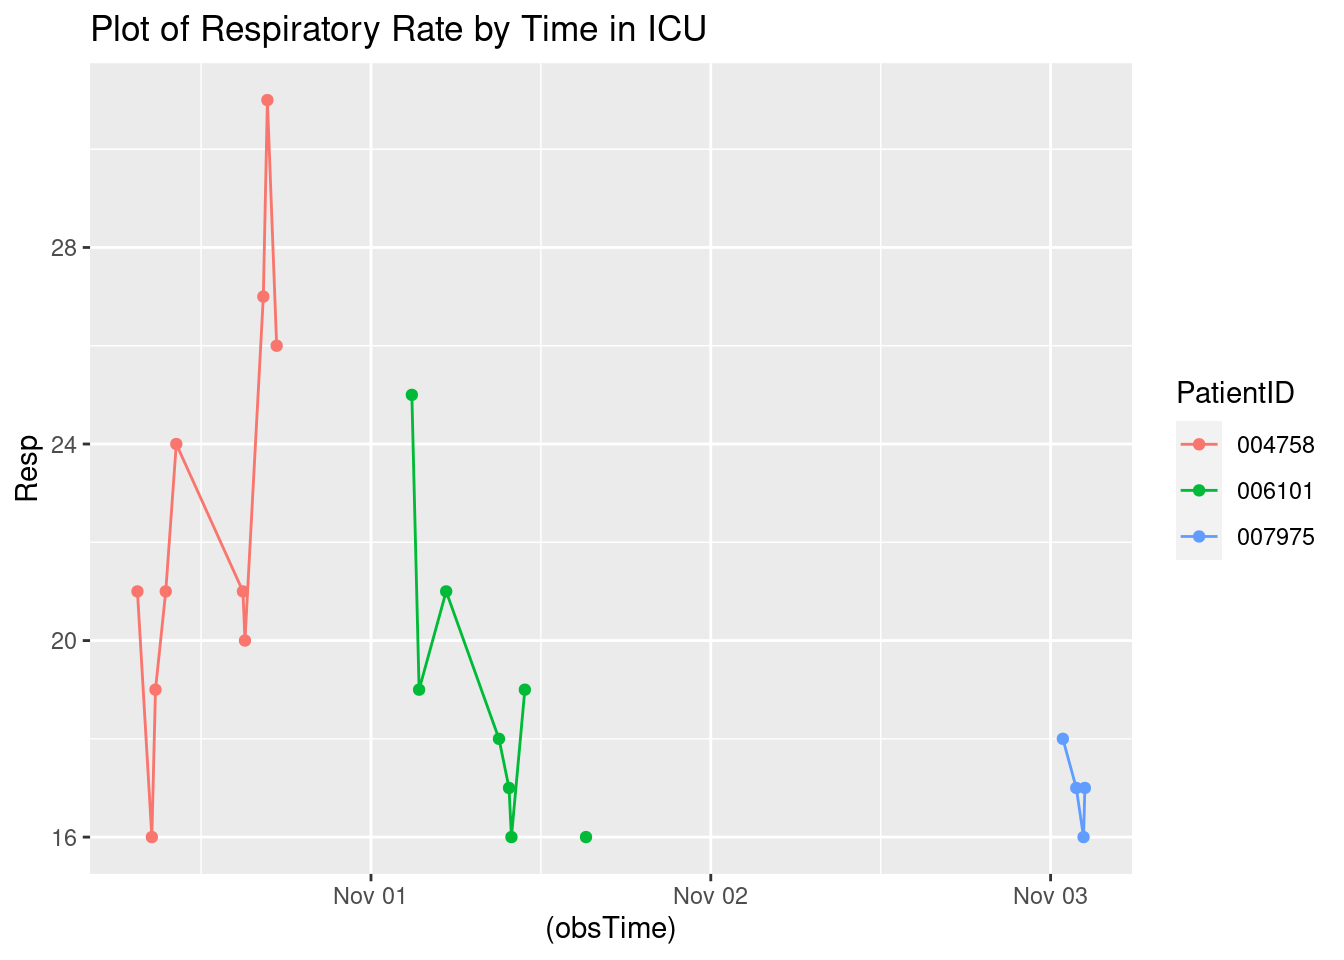 Plot of Respiratory Rate by Time in ICU
Resp
28
24
20
16
Nov 01
Nov 02
Nov 03
(obsTime)
PatientID
004758
006101
007975